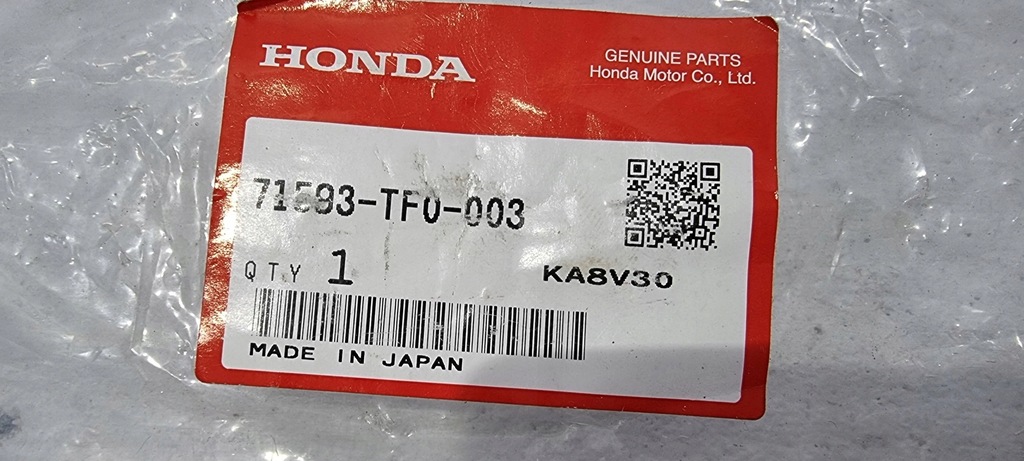 HONDA
GENUINE PARTS
Honda Motor Co., Ltd.
71593-TF0-003
QTY 1
KA8V30
MADE IN JAPAN